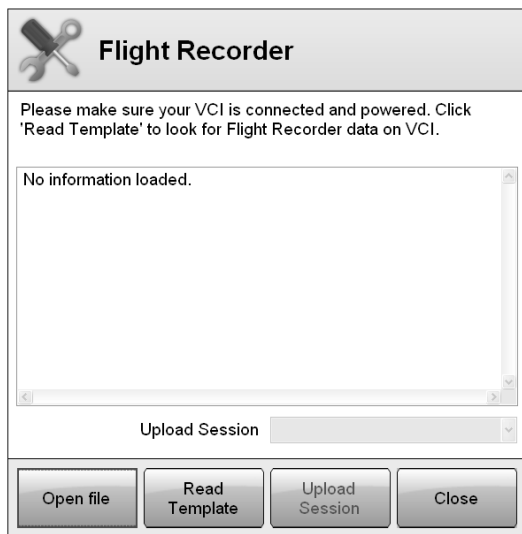 Flight Recorder
Please make sure your VCI is connected and powered. Click
'Read Template' to look for Flight Recorder data on VCI.
No information loaded.
Upload Session
Open file
Read
Template
Upload
Session
Close